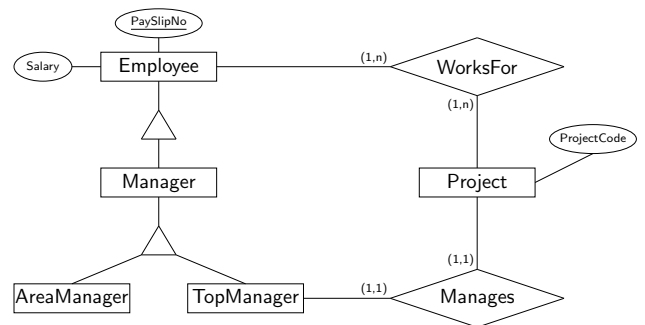 PaySlipNo
Salary
Employee
(1,n)
WorksFor
(1,n)
ProjectCode
Manager
Project
(1,1)
AreaManager
TopManager
(1,1)
Manages